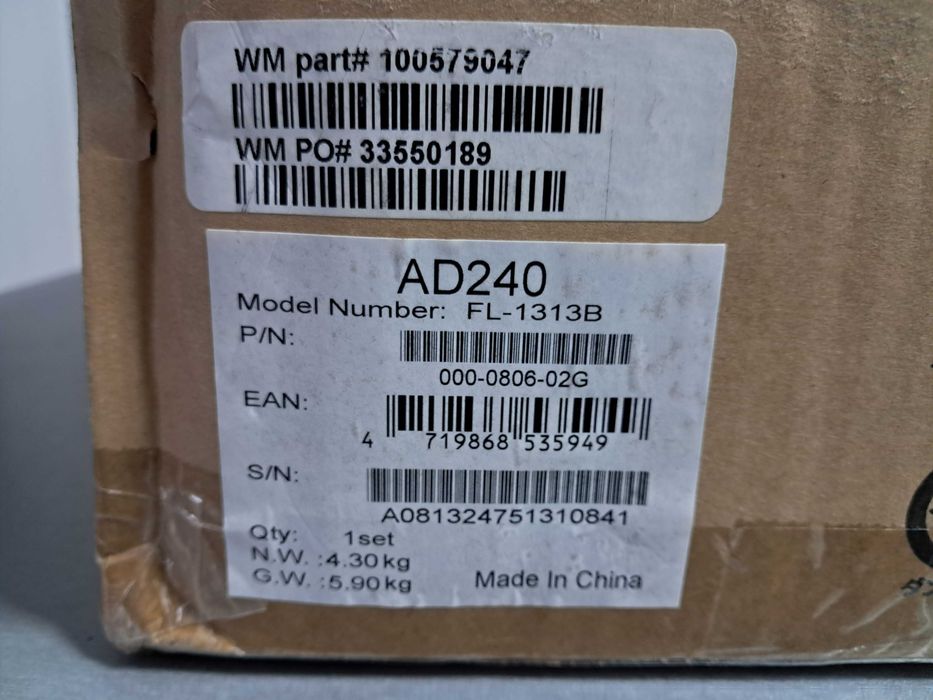 WM part# 100579047
WM PO# 33550189
AD240
Model Number: FL-1313B
P/N:
000-0806-02G
EAN:
4 719868 535949
S/N:
A081324751310841
Qty: 1set
N.W. :4.30kg
G.W. :5.90kg Made In China